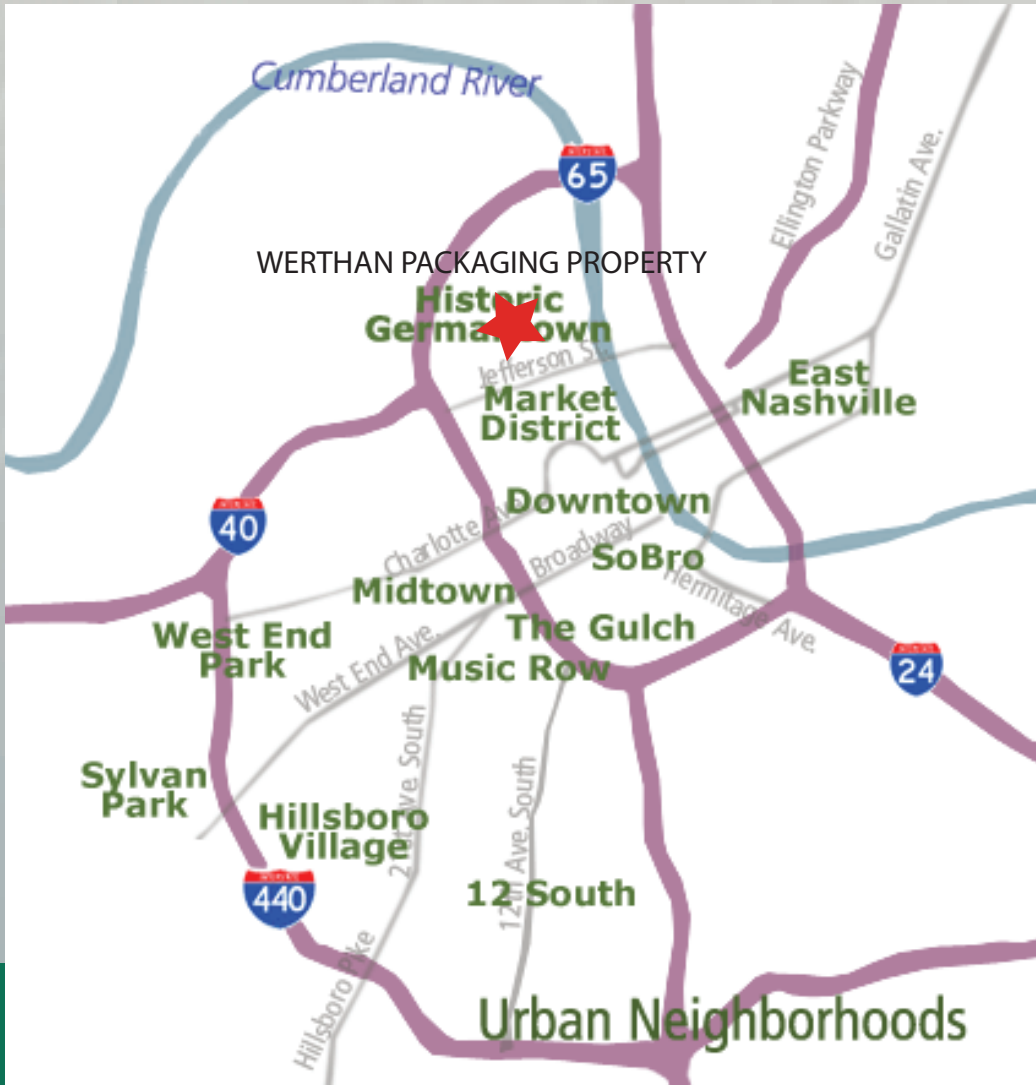 Cumberland River
65
Ellington Parkway
Gallatin Ave.
WERTHAN PACKAGING PROPERTY
Historic
Germantown
Jefferson St.
Market
District
East
Nashville
Downtown
40
Charlotte Ave.
Broadway
SoBro
Midtown
Hermitage Ave.
West End
Park
The Gulch
West End Ave.
Music Row
24
21st Ave. South
12th Ave. South
Sylvan
Park
Hillsboro
Village
440
12 South
Hillsboro Pike
Urban Neighborhoods